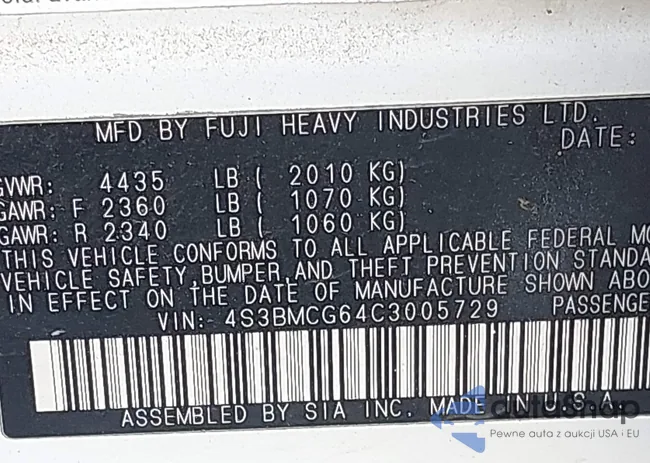 MFD BY FUJI HEAVY INDUSTRIES LTD.
DATE:
GVWR: 4435 LB ( 2010 KG)
GAWR: F 2360 LB ( 1070 KG)
GAWR: R 2340 LB ( 1060 KG)
THIS VEHICLE CONFORMS TO ALL APPLICABLE FEDERAL MO
VEHICLE SAFETY,BUMPER,AND THEFT PREVENTION STANDA
IN EFFECT ON THE DATE OF MANUFACTURE SHOWN ABO
VIN: 4S3BMCG64C3005729 PASSENGE
ASSEMBLED BY SIA INC. MADE IN U.S.A
autoShop
Pewne auta z aukcji USA i EU